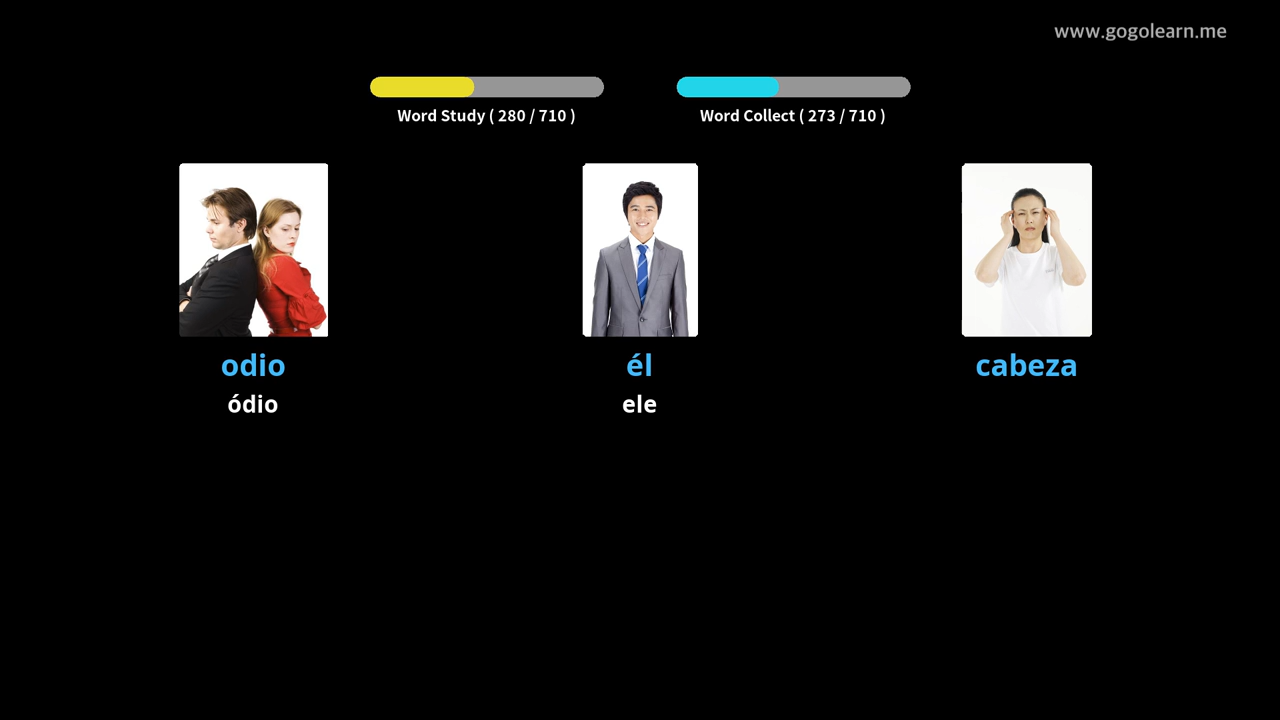 www.gogolearn.me
Word Study ( 280 / 710 )
Word Collect ( 273 / 710 )
odio
él
cabeza
ódio
ele